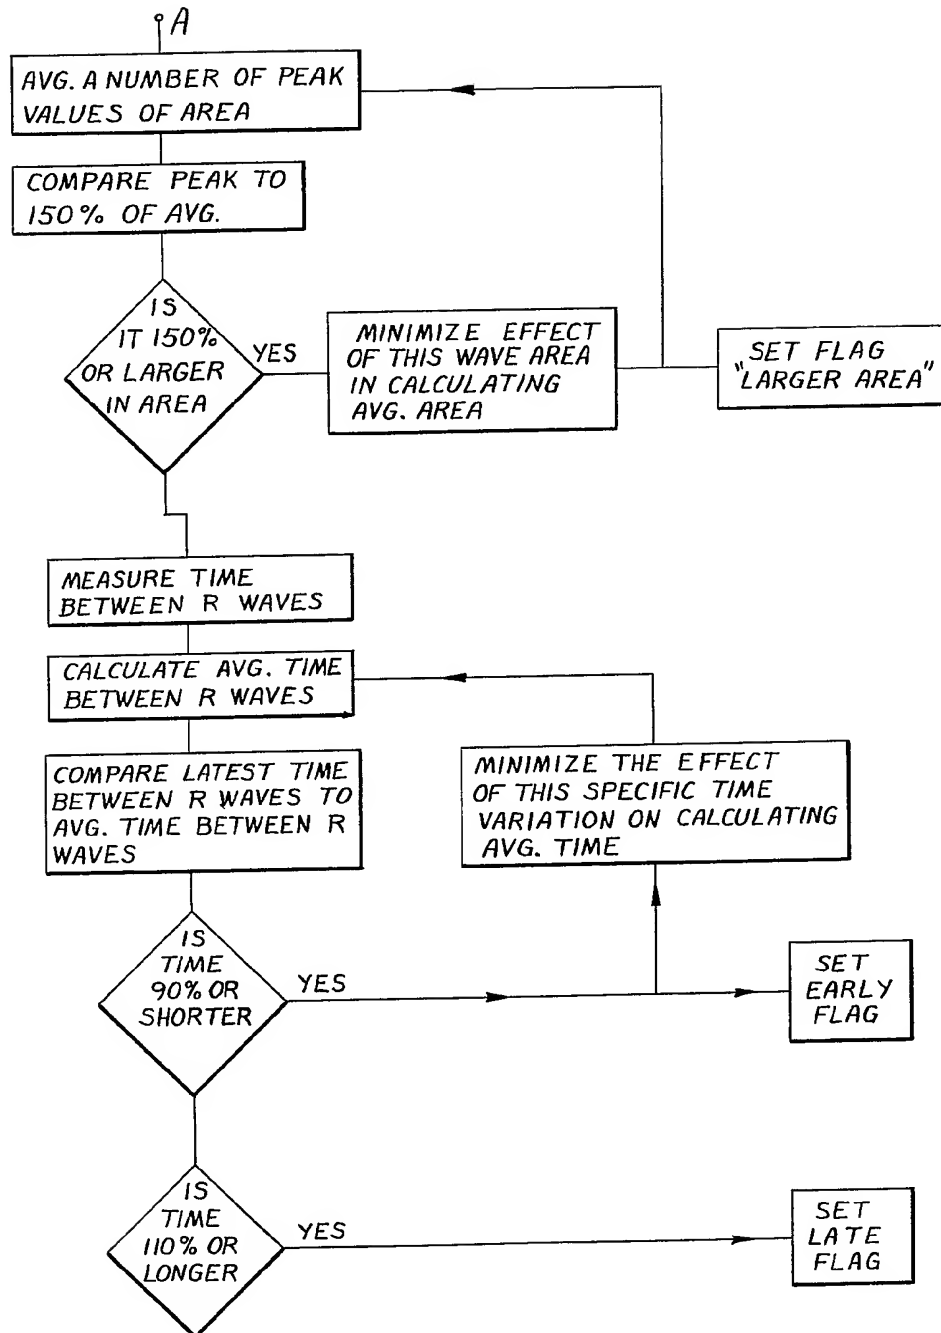 A
AVG. A NUMBER OF PEAK
VALUES OF AREA
COMPARE PEAK TO
150% OF AVG.
IS
IT 150%
OR LARGER
IN AREA
YES
MINIMIZE EFFECT
OF THIS WAVE AREA
IN CALCULATING
AVG. AREA
SET FLAG
"LARGER AREA"
MEASURE TIME
BETWEEN R WAVES
CALCULATE AVG. TIME
BETWEEN R WAVES
COMPARE LATEST TIME
BETWEEN R WAVES TO
AVG. TIME BETWEEN R
WAVES
MINIMIZE THE EFFECT
OF THIS SPECIFIC TIME
VARIATION ON CALCULATING
AVG. TIME
IS
TIME
90% OR
SHORTER
YES
SET
EARLY
FLAG
IS
TIME
110% OR
LONGER
YES
SET
LATE
FLAG